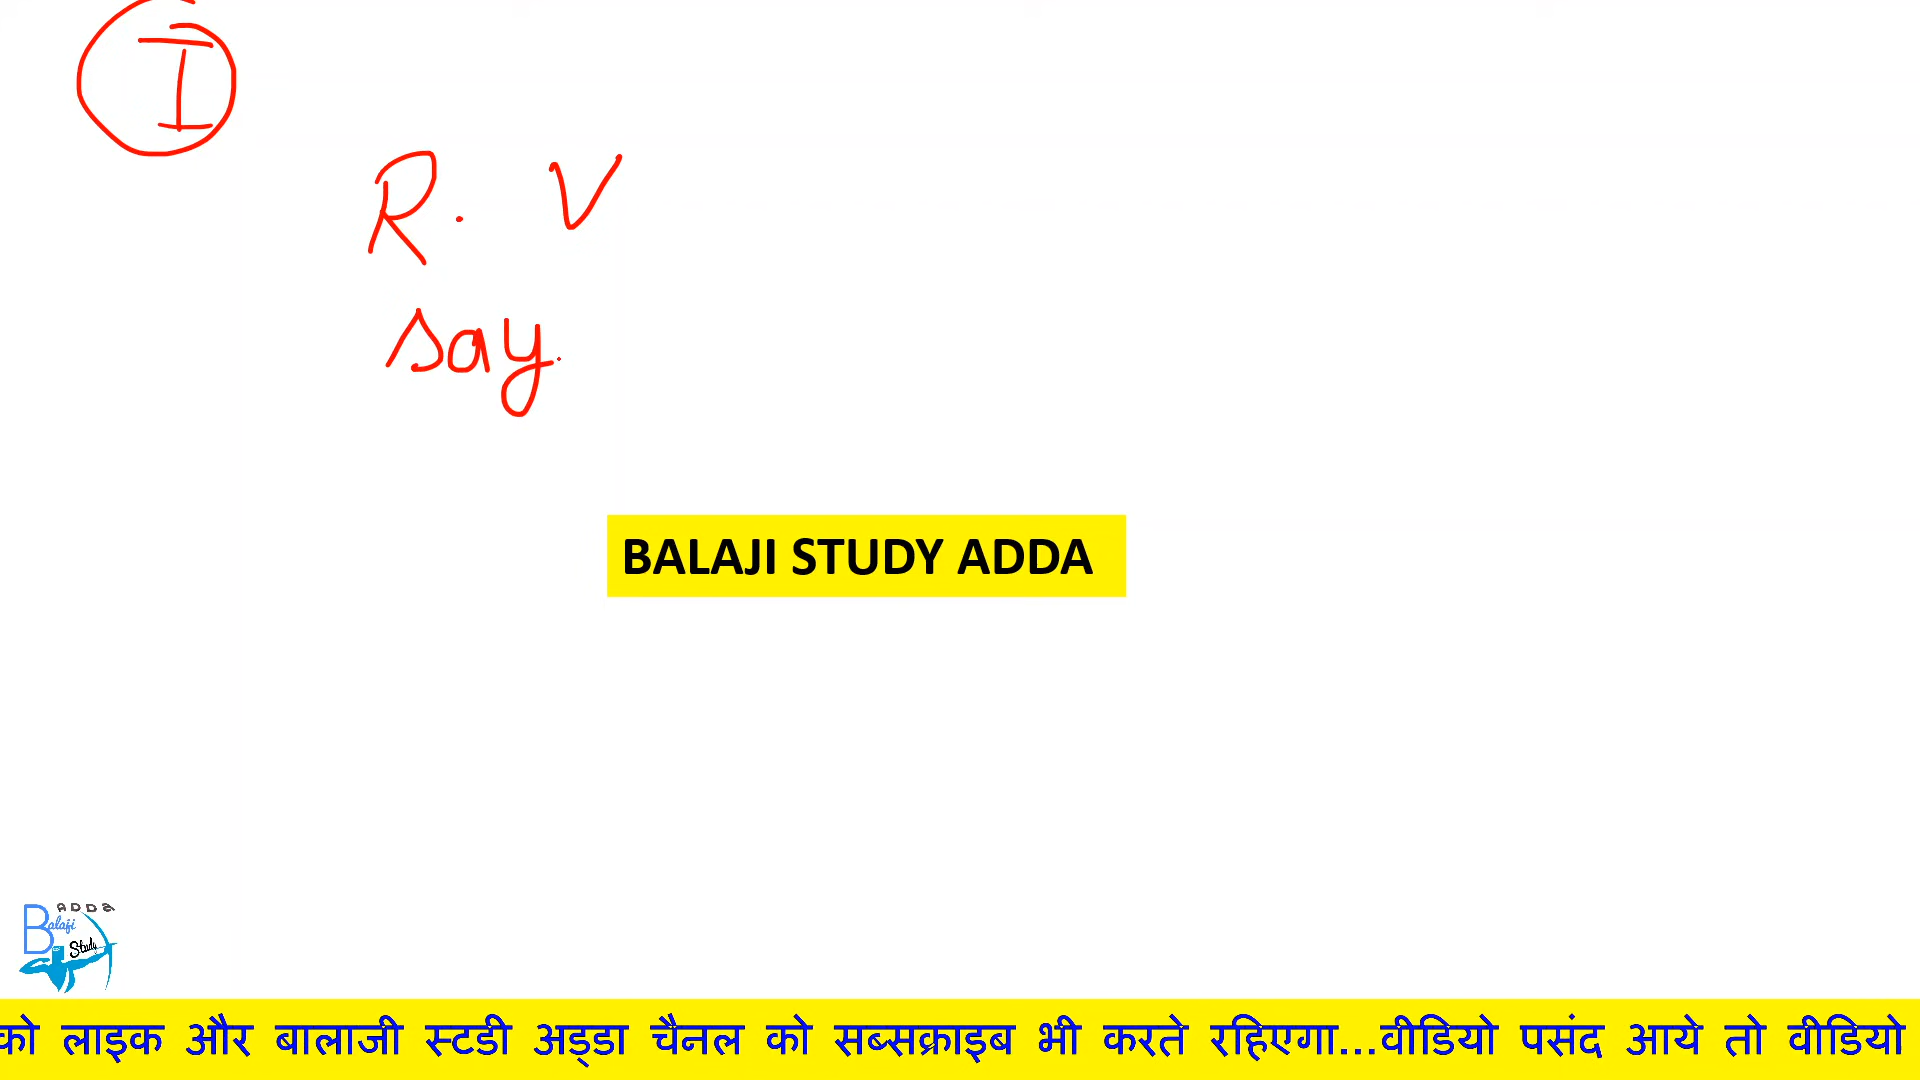 I
R. V
say.
BALAJI STUDY ADDA
ADDA
Balaji
Study
को लाइक और बालाजी स्टडी अड्डा चैनल को सब्सक्राइब भी करते रहिएगा...वीडियो पसंद आये तो वीडियो